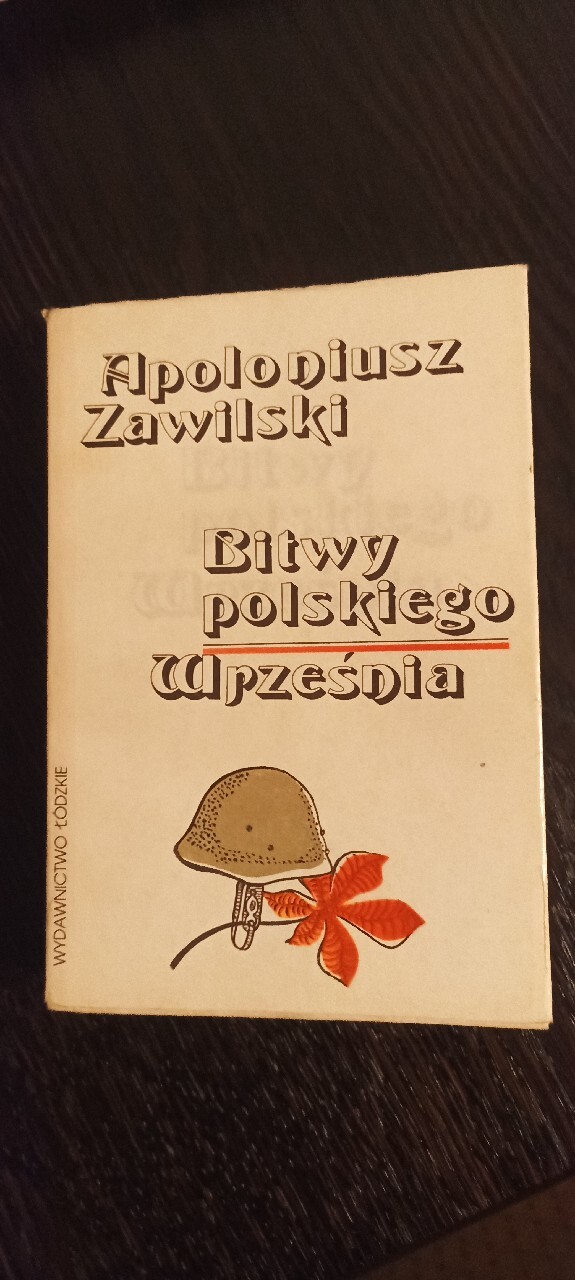 Apoloniusz
Zawilski
Bitwy
polskiego
Września
WYDAWNICTWO ŁÓDZKIE